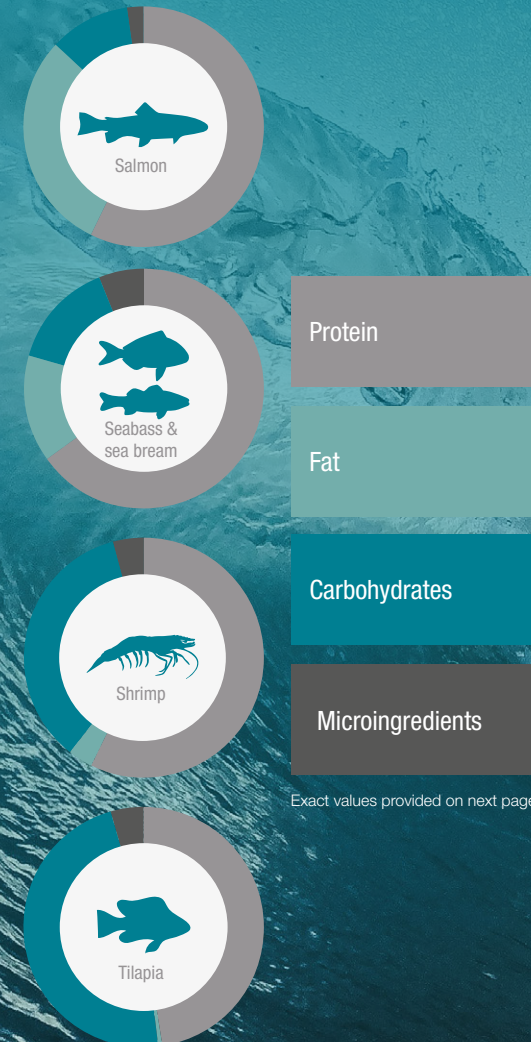 Salmon
Seabass &
sea bream
Protein
Fat
Carbohydrates
Shrimp
Microingredients
Exact values provided on next page
Tilapia